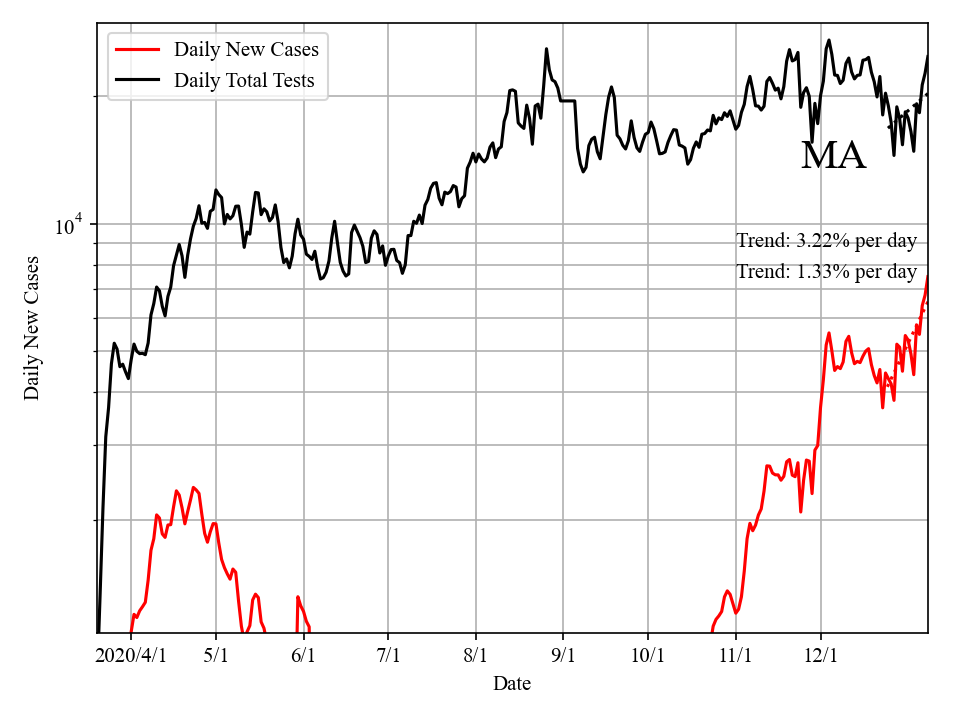 Daily New Cases
Daily Total Tests
MA
10^4
Trend: 3.22% per day
Trend: 1.33% per day
Daily New Cases
2020/4/1 5/1 6/1 7/1 8/1 9/1 10/1 11/1 12/1
Date